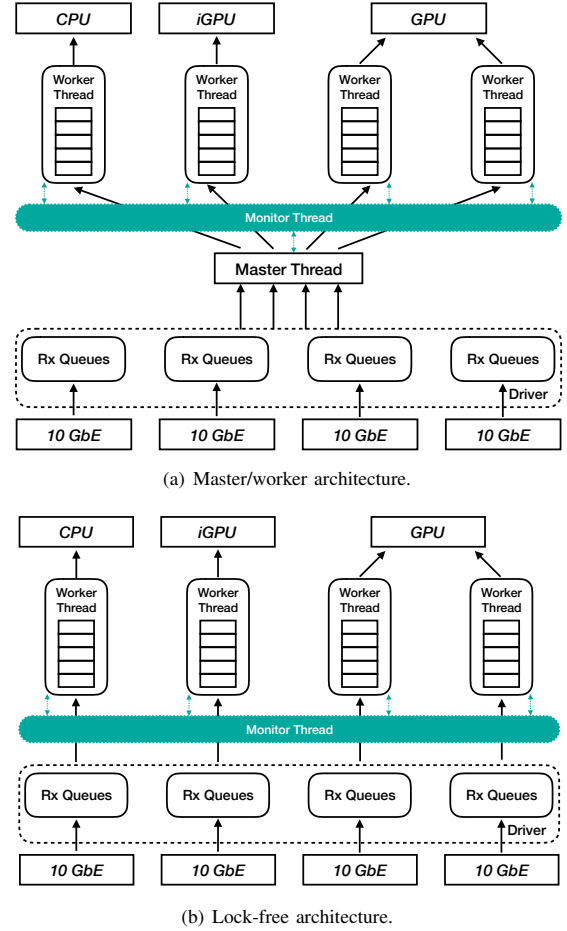 CPU iGPU GPU
Worker Thread Worker Thread Worker Thread Worker Thread
Monitor Thread
Master Thread
Rx Queues Rx Queues Rx Queues Rx Queues
Driver
10 GbE 10 GbE 10 GbE 10 GbE
(a) Master/worker architecture.
CPU iGPU GPU
Worker Thread Worker Thread Worker Thread Worker Thread
Monitor Thread
Rx Queues Rx Queues Rx Queues Rx Queues
Driver
10 GbE 10 GbE 10 GbE 10 GbE
(b) Lock-free architecture.